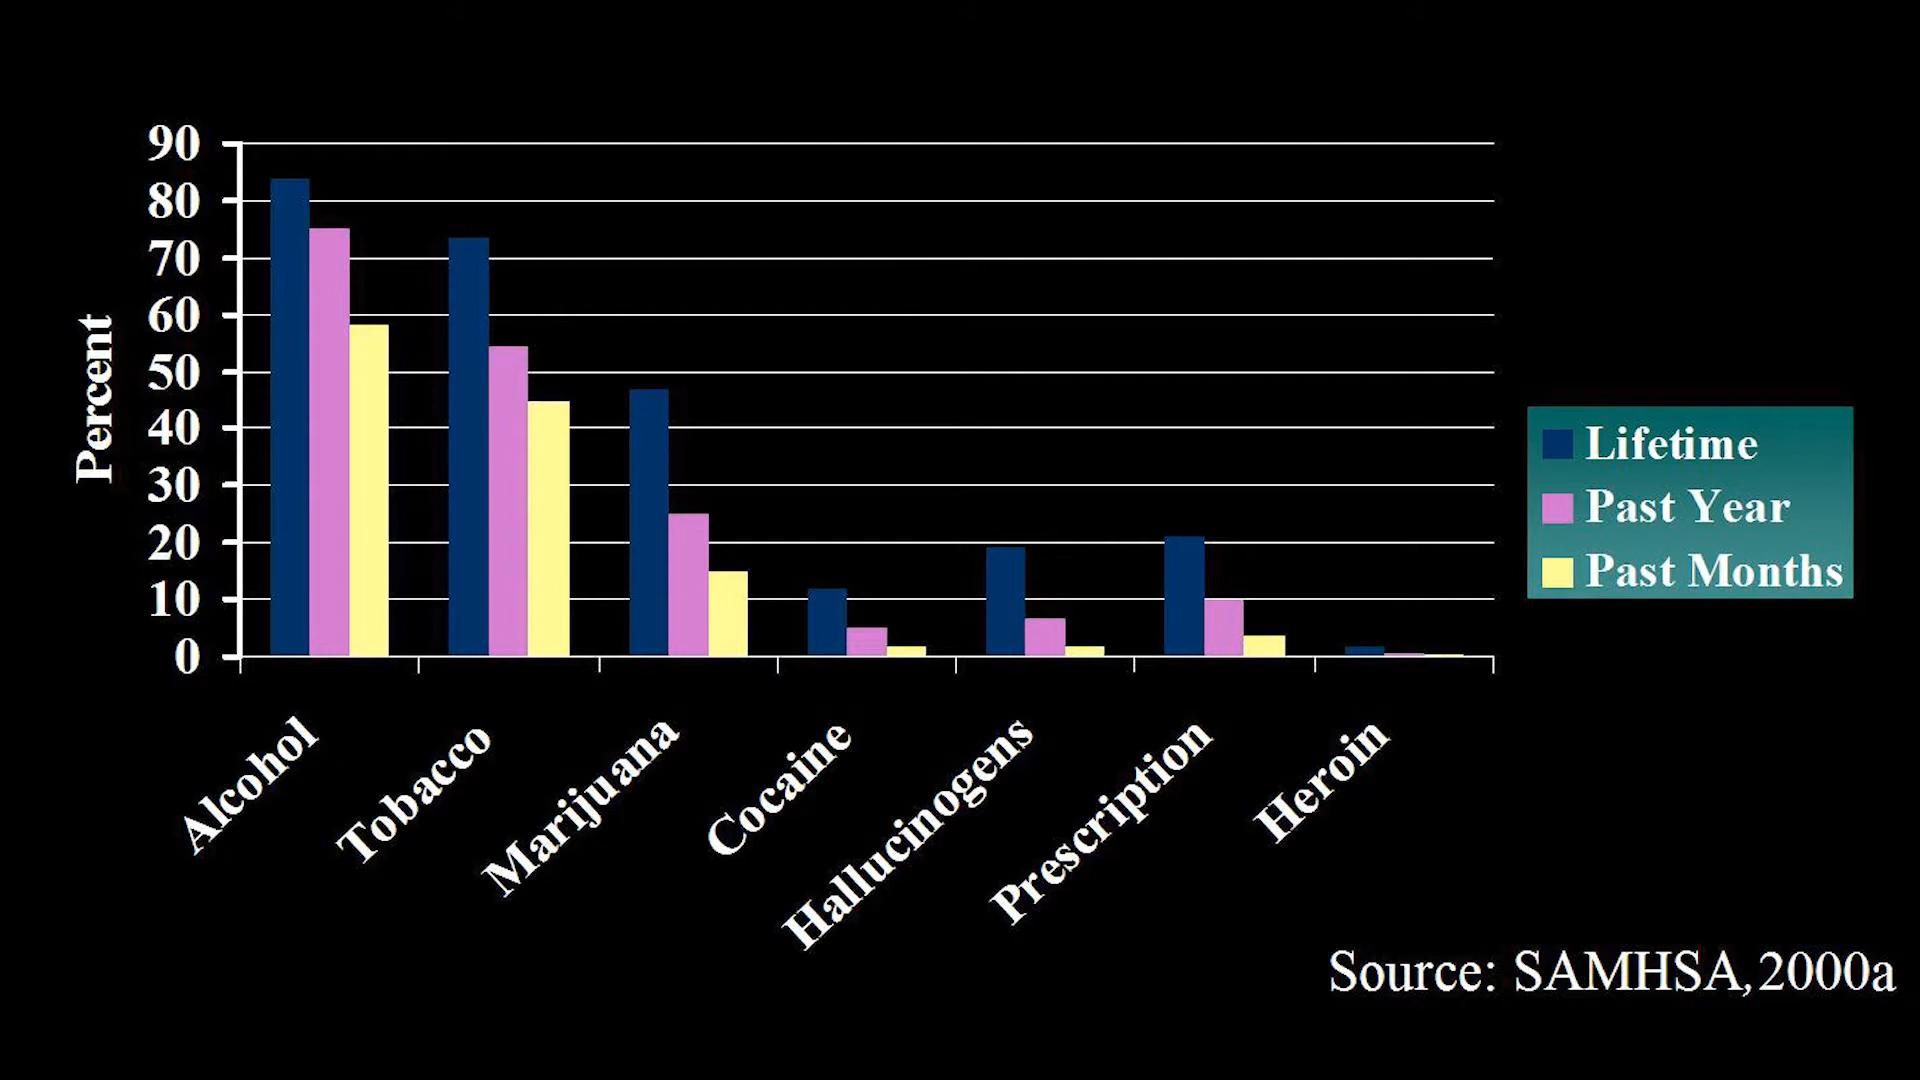 90
80
70
60
50
40
30
20
10
0
Percent
Alcohol
Tobacco
Marijuana
Cocaine
Hallucinogens
Prescription
Heroin
Lifetime
Past Year
Past Months
Source: SAMHSA,2000a